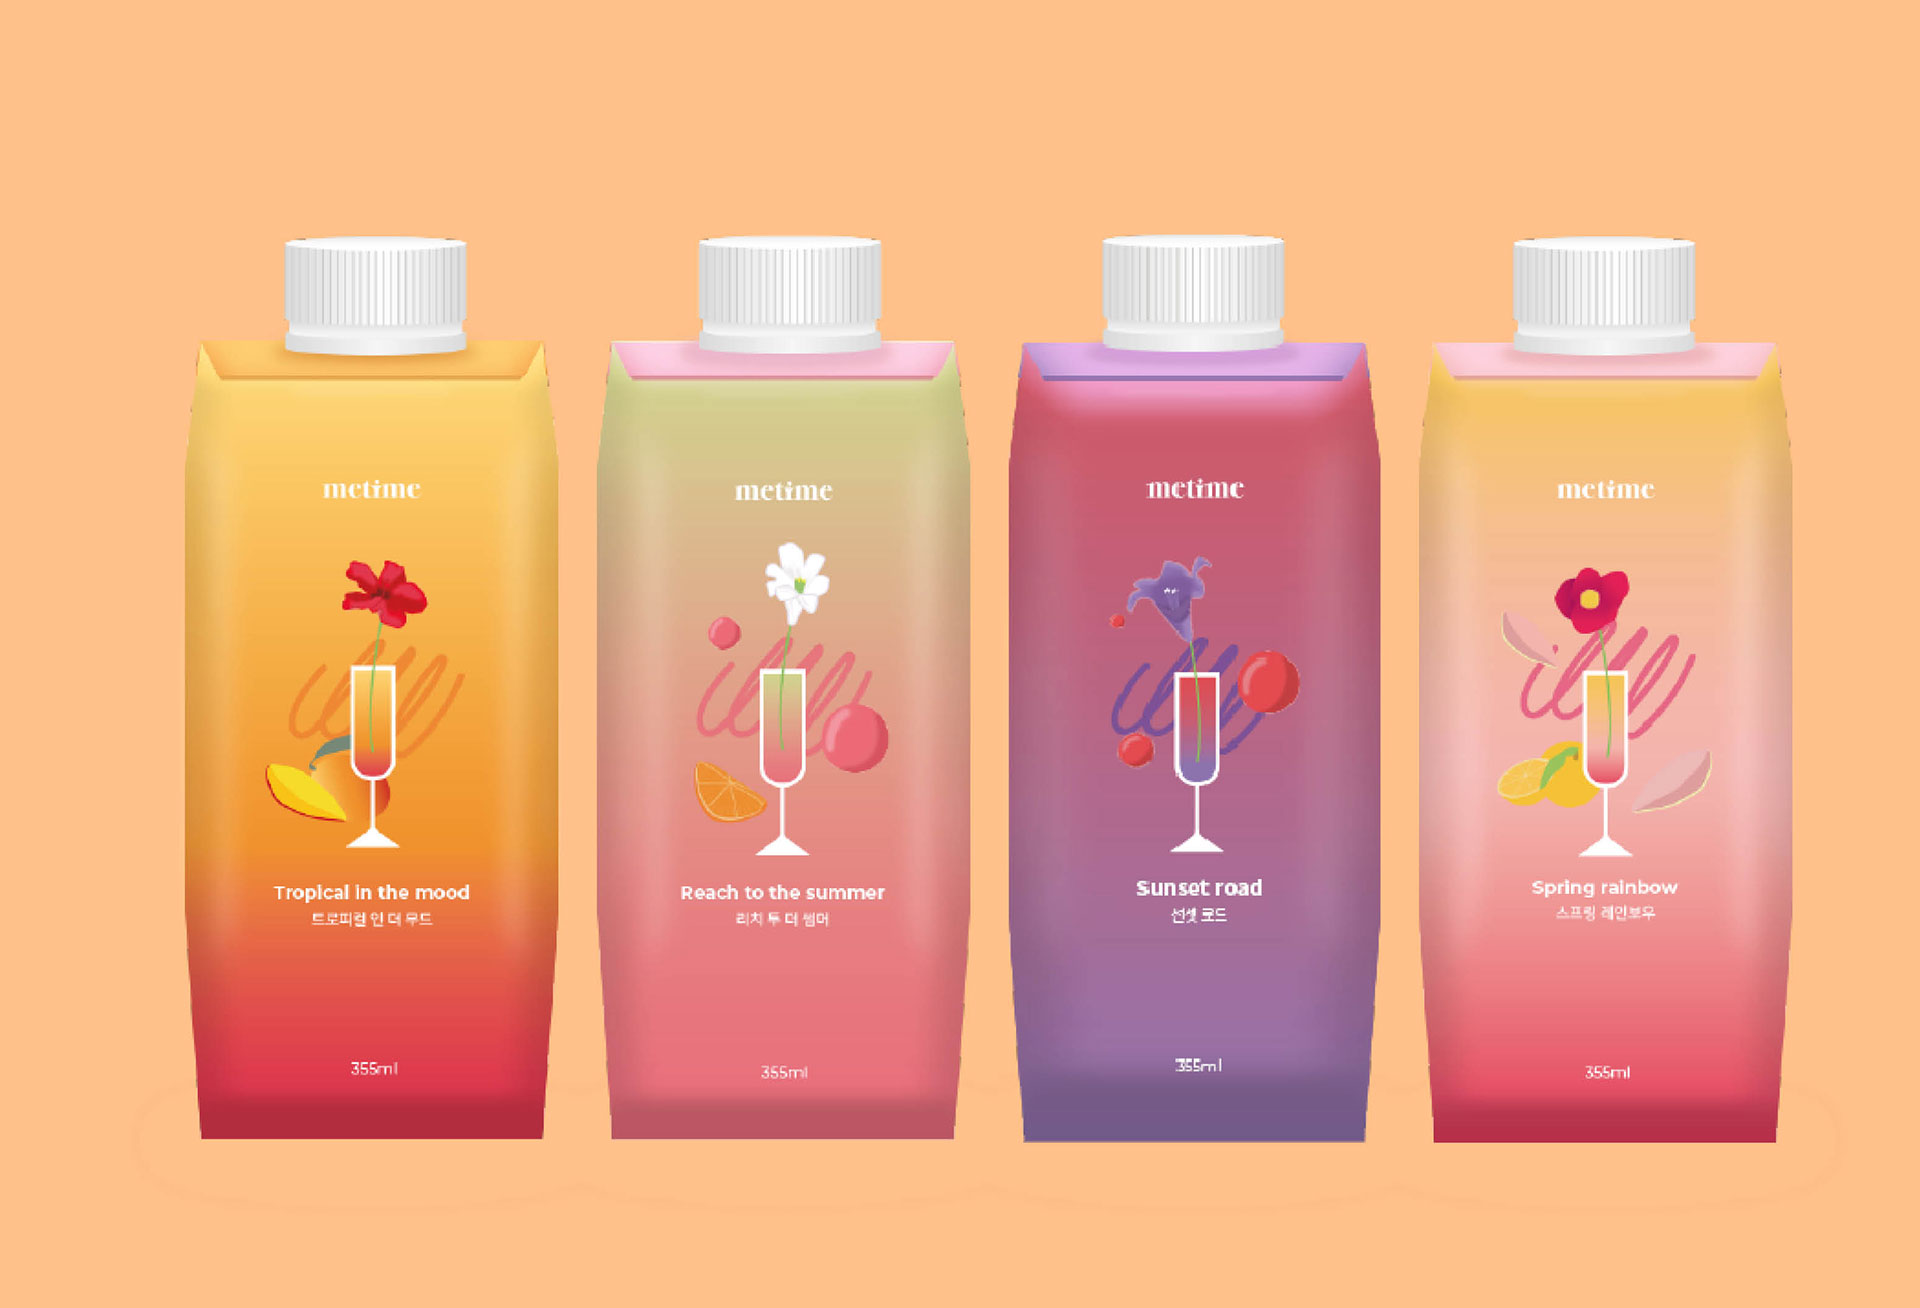 metime
Tropical in the mood
트로피컬 인 더 무드
355ml
metime
Reach to the summer
리치 투 더 썸머
355ml
metime
Sunset road
선셋 로드
355ml
metime
Spring rainbow
스프링 레인보우
355ml